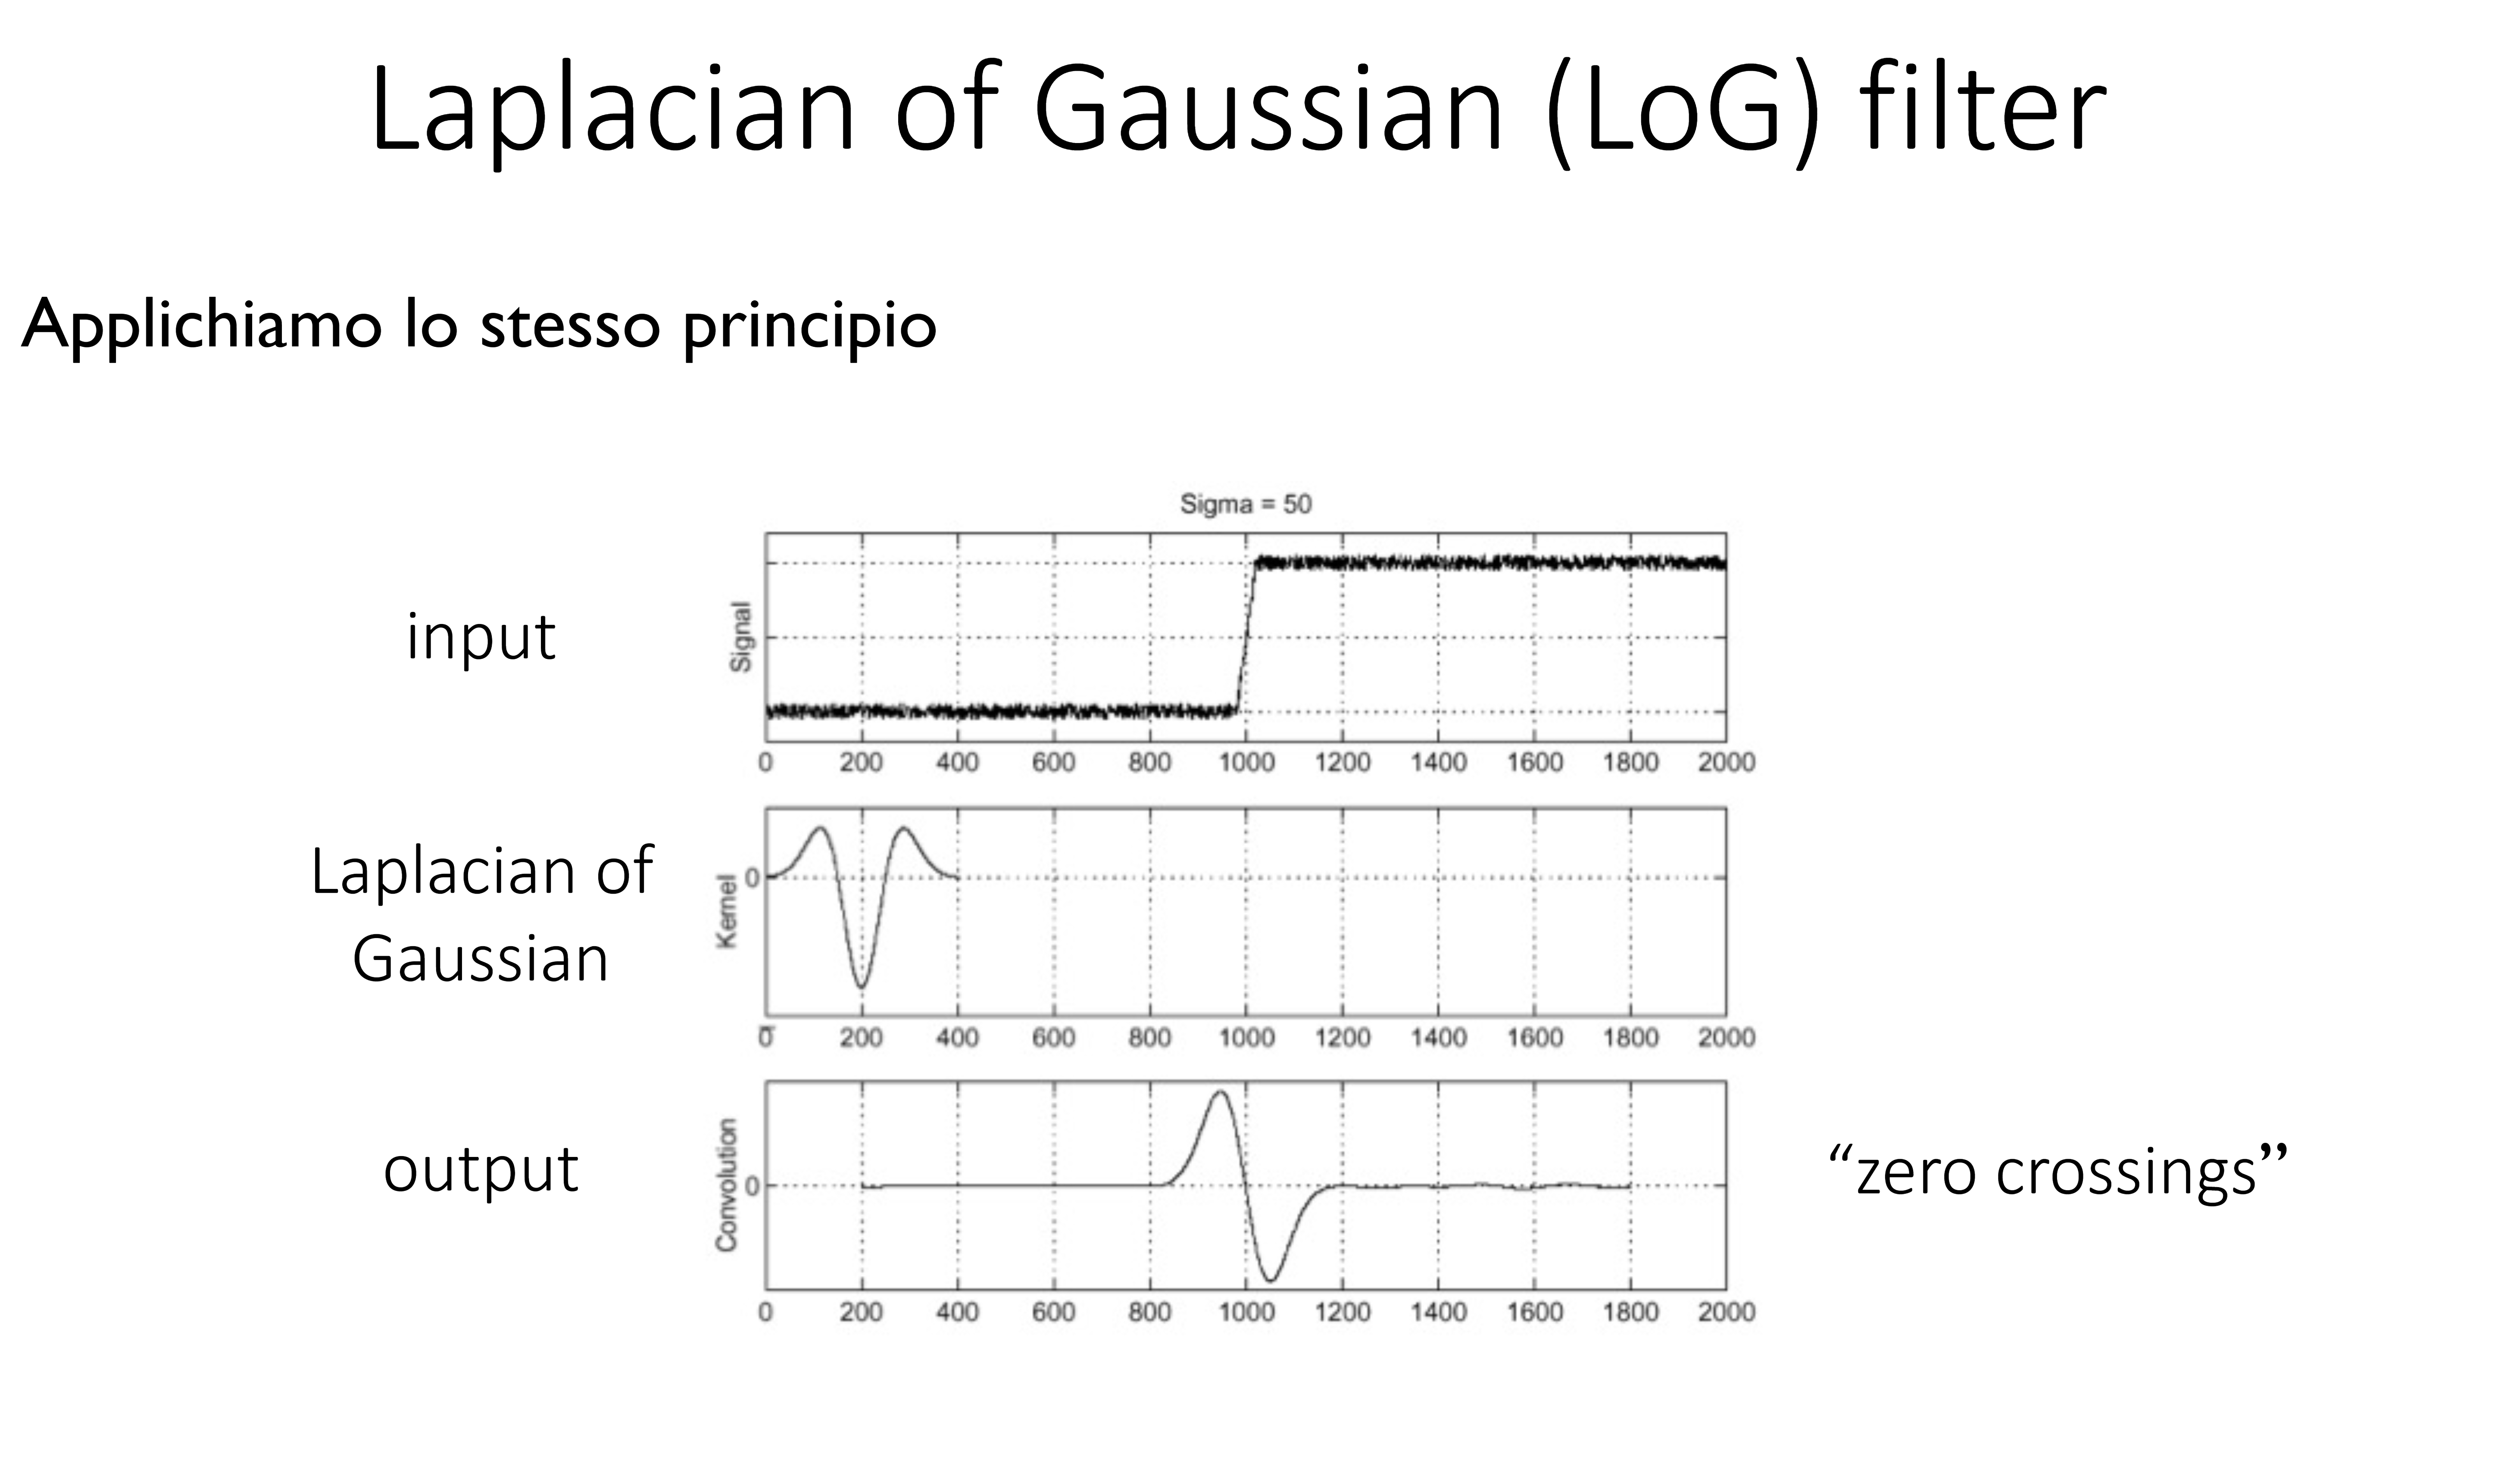 Laplacian of Gaussian (LoG) filter
Applichiamo lo stesso principio
Sigma = 50
input
Signal
0 200 400 600 800 1000 1200 1400 1600 1800 2000
Laplacian of
Gaussian
Kernel
0
0 200 400 600 800 1000 1200 1400 1600 1800 2000
output
Convolution
0
“zero crossings”
0 200 400 600 800 1000 1200 1400 1600 1800 2000